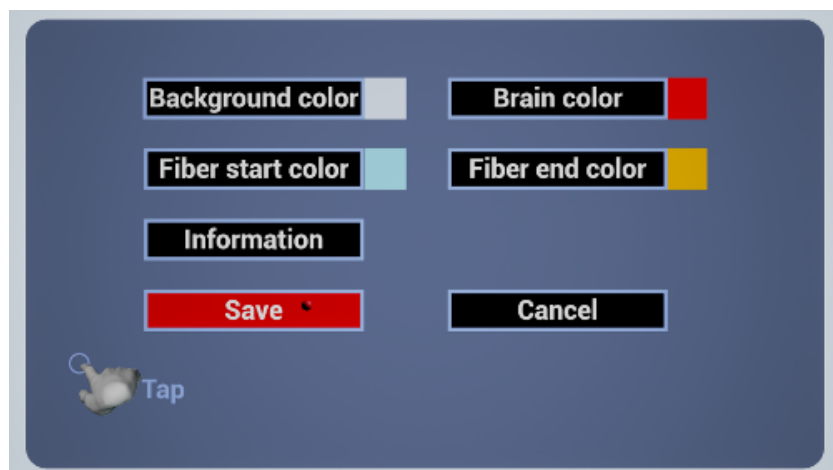 Background color
Brain color
Fiber start color
Fiber end color
Information
Save
Cancel
Tap